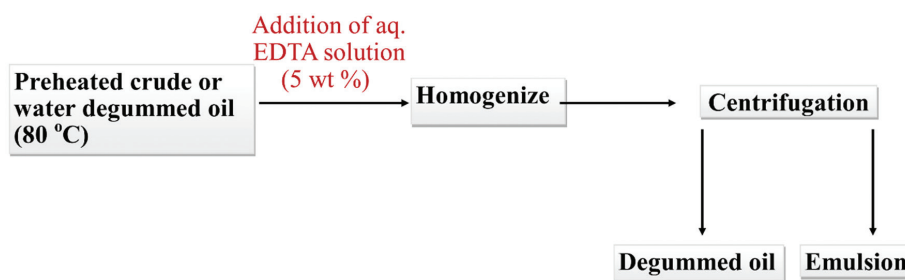 Addition of aq.
EDTA solution
(5 wt %)
Preheated crude or
water degummed oil
(80 °C)
Homogenize
Centrifugation
Degummed oil
Emulsion